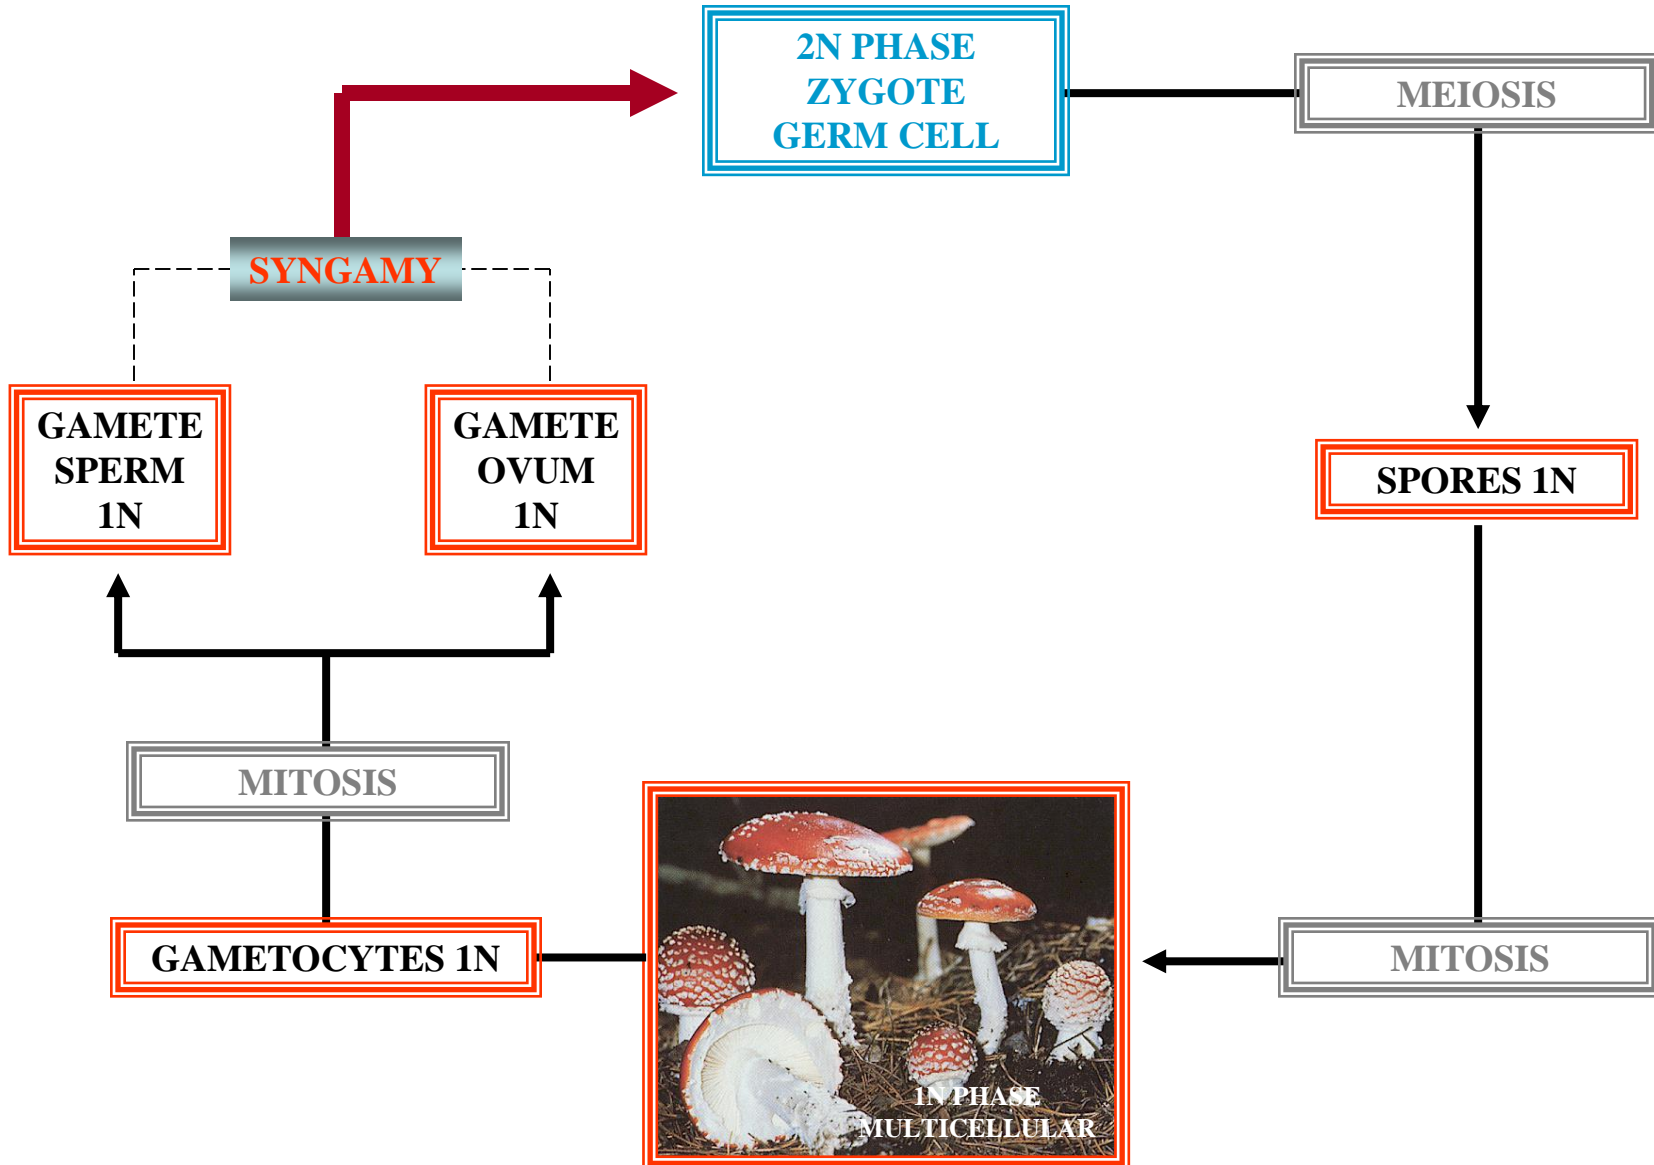 2N PHASE
ZYGOTE
GERM CELL
MEIOSIS
SYNGAMY
GAMETE
SPERM
1N
GAMETE
OVUM
1N
SPORES 1N
MITOSIS
GAMETOCYTES 1N
MITOSIS
1N PHASE
MULTICELLULAR